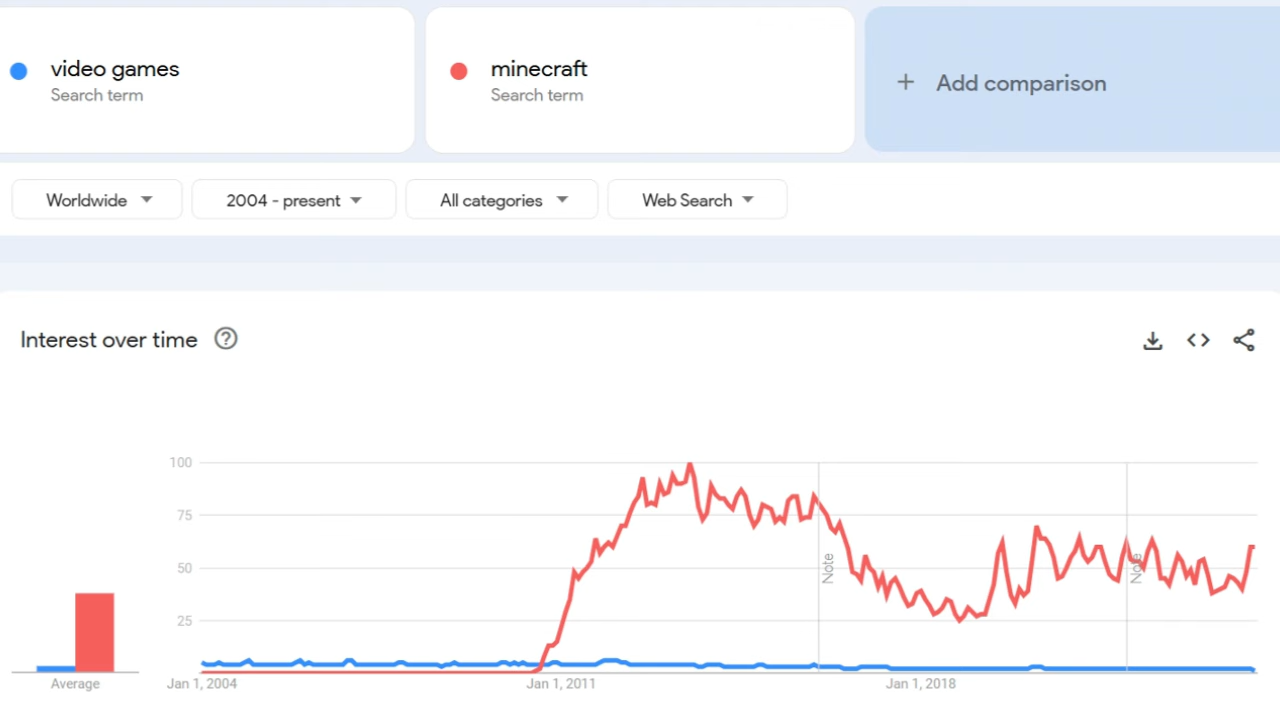 video games
Search term
minecraft
Search term
+ Add comparison
Worldwide
2004 - present
All categories
Web Search
Interest over time
100
75
50
25
Note
Note
Average
Jan 1, 2004
Jan 1, 2011
Jan 1, 2018